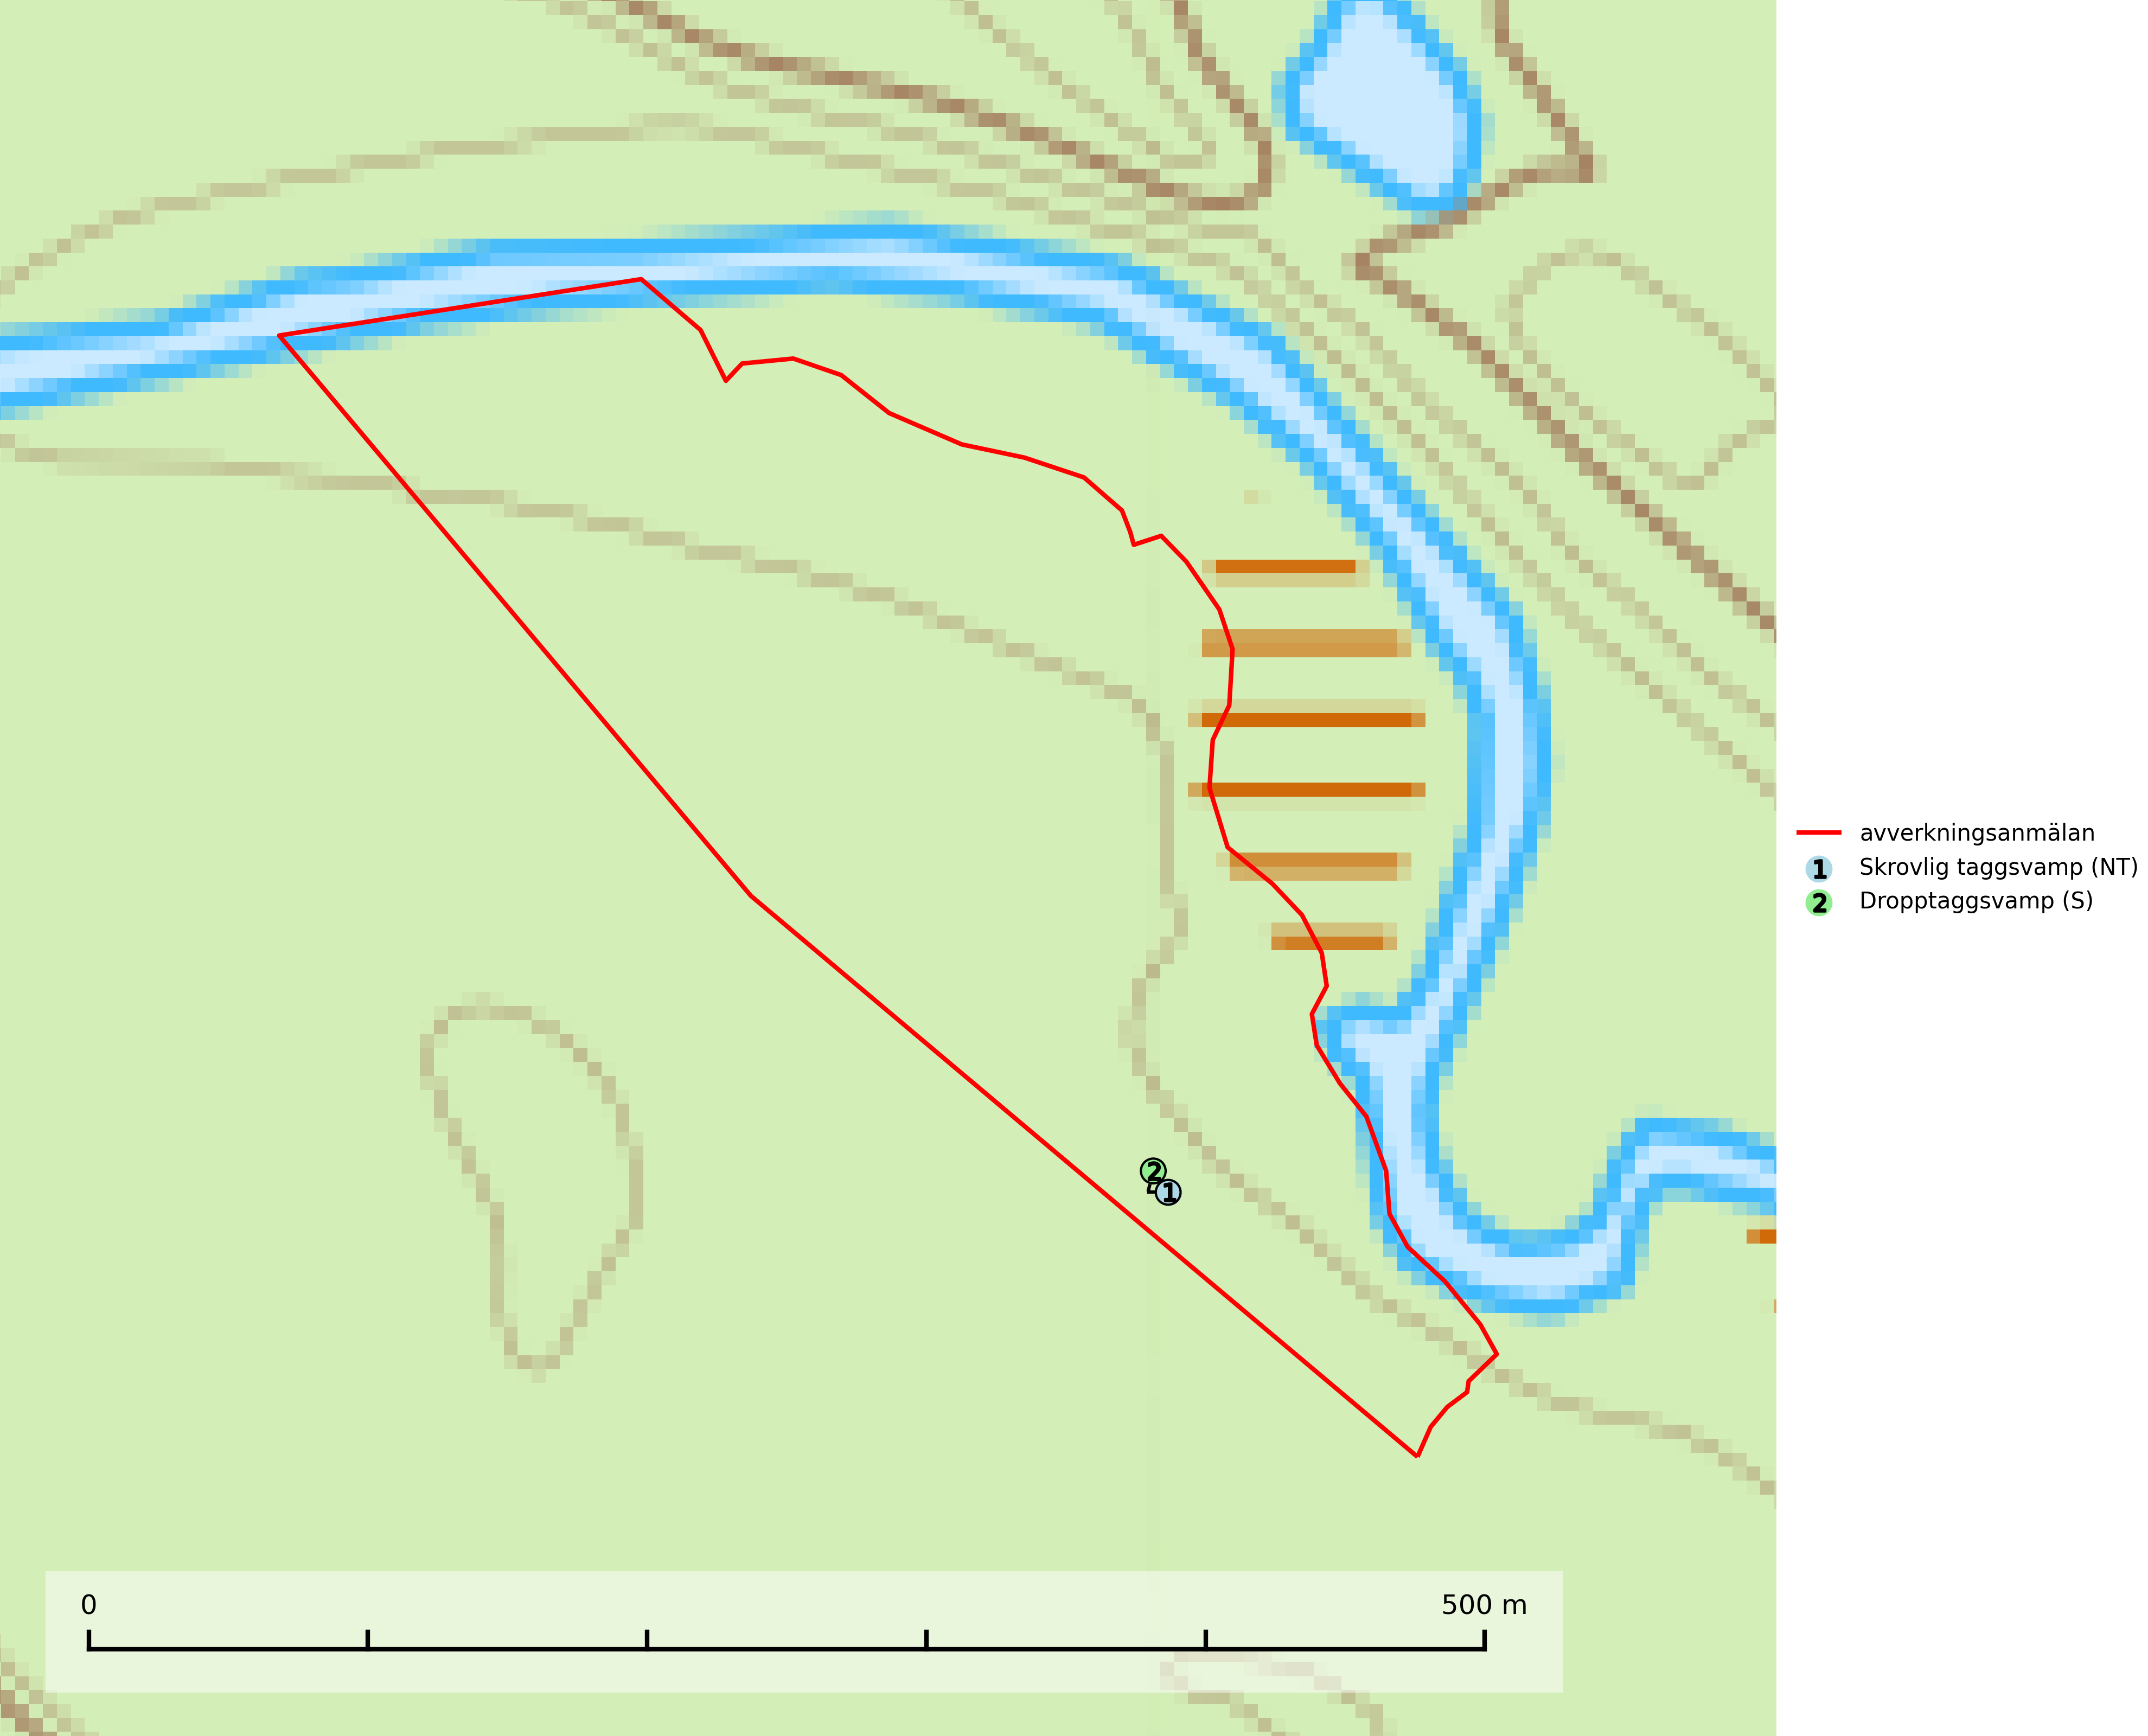 avverkningsanmälan
1 Skrovlig taggsvamp (NT)
2 Dropptaggsvamp (S)
2
1
0 500 m